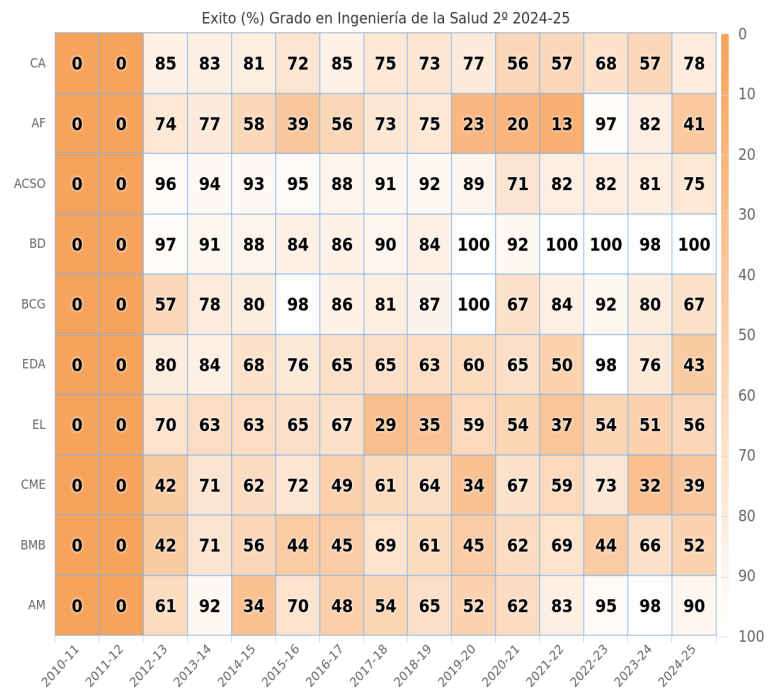 Exito (%) Grado en Ingeniería de la Salud 2º 2024-25
CA 0 0 85 83 81 72 85 75 73 77 56 57 68 57 78
AF 0 0 74 77 58 39 56 73 75 23 20 13 97 82 41
ACSO 0 0 96 94 93 95 88 91 92 89 71 82 82 81 75
BD 0 0 97 91 88 84 86 90 84 100 92 100 100 98 100
BCG 0 0 57 78 80 98 86 81 87 100 67 84 92 80 67
EDA 0 0 80 84 68 76 65 65 63 60 65 50 98 76 43
EL 0 0 70 63 63 65 67 29 35 59 54 37 54 51 56
CME 0 0 42 71 62 72 49 61 64 34 67 59 73 32 39
BMB 0 0 42 71 56 44 45 69 61 45 62 69 44 66 52
AM 0 0 61 92 34 70 48 54 65 52 62 83 95 98 90
2010-11 2011-12 2012-13 2013-14 2014-15 2015-16 2016-17 2017-18 2018-19 2019-20 2020-21 2021-22 2022-23 2023-24 2024-25
0
10
20
30
40
50
60
70
80
90
100